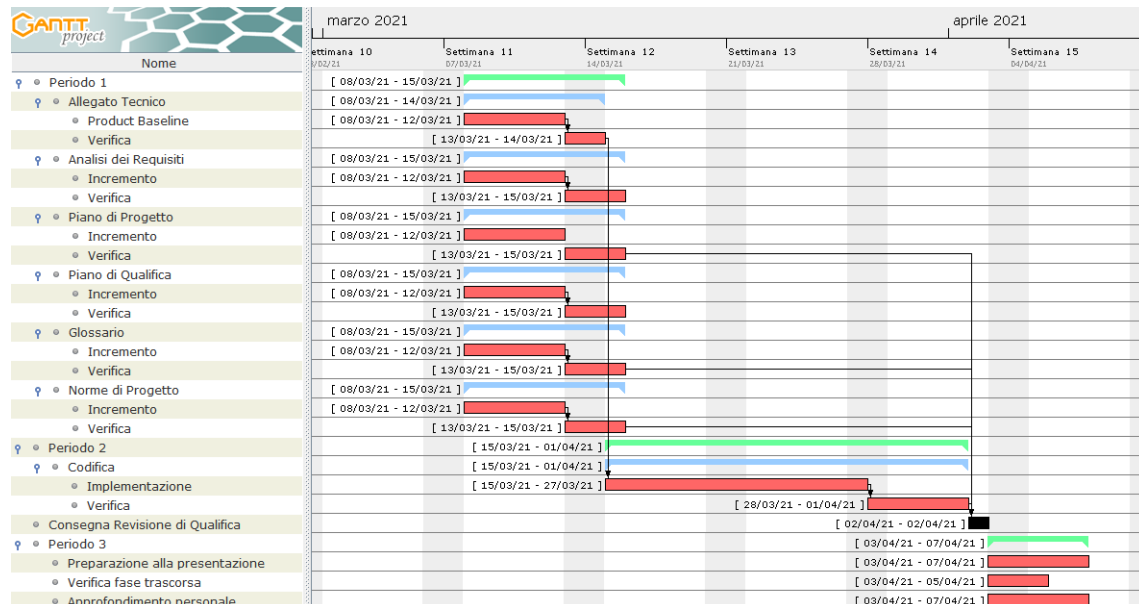 GANTT
project
marzo 2021 aprile 2021
Settimana 11 Settimana 12 Settimana 13 Settimana 14 Settimana 15
07/03/21 14/03/21 21/03/21 28/03/21 04/04/21
Nome
Periodo 1 [ 08/03/21 - 15/03/21 ]
Allegato Tecnico [ 08/03/21 - 14/03/21 ]
Product Baseline [ 08/03/21 - 12/03/21 ]
Verifica [ 13/03/21 - 14/03/21 ]
Analisi dei Requisiti [ 08/03/21 - 15/03/21 ]
Incremento [ 08/03/21 - 12/03/21 ]
Verifica [ 13/03/21 - 15/03/21 ]
Piano di Progetto [ 08/03/21 - 15/03/21 ]
Incremento [ 08/03/21 - 12/03/21 ]
Verifica [ 13/03/21 - 15/03/21 ]
Piano di Qualifica [ 08/03/21 - 15/03/21 ]
Incremento [ 08/03/21 - 12/03/21 ]
Verifica [ 13/03/21 - 15/03/21 ]
Glossario [ 08/03/21 - 15/03/21 ]
Incremento [ 08/03/21 - 12/03/21 ]
Verifica [ 13/03/21 - 15/03/21 ]
Norme di Progetto [ 08/03/21 - 15/03/21 ]
Incremento [ 08/03/21 - 12/03/21 ]
Verifica [ 13/03/21 - 15/03/21 ]
Periodo 2 [ 15/03/21 - 01/04/21 ]
Codifica [ 15/03/21 - 01/04/21 ]
Implementazione [ 15/03/21 - 27/03/21 ]
Verifica [ 28/03/21 - 01/04/21 ]
Consegna Revisione di Qualifica [ 02/04/21 - 02/04/21 ]
Periodo 3 [ 03/04/21 - 07/04/21 ]
Preparazione alla presentazione [ 03/04/21 - 07/04/21 ]
Verifica fase trascorsa [ 03/04/21 - 05/04/21 ]
Approfondimento personale [ 03/04/21 - 07/04/21 ]